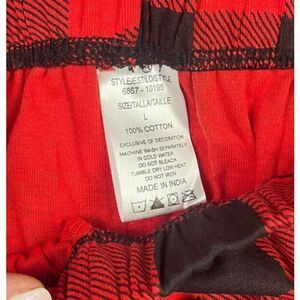 STYLE/ESTILO/STYLE
6867 - 10195
SIZE/TALLA/TAILLE
L
100% COTTON
EXCLUSIVE OF DECORATION
MACHINE WASH SEPARATELY
IN COLD WATER.
DO NOT BLEACH
TUMBLE DRY LOW HEAT
DO NOT IRON
MADE IN INDIA